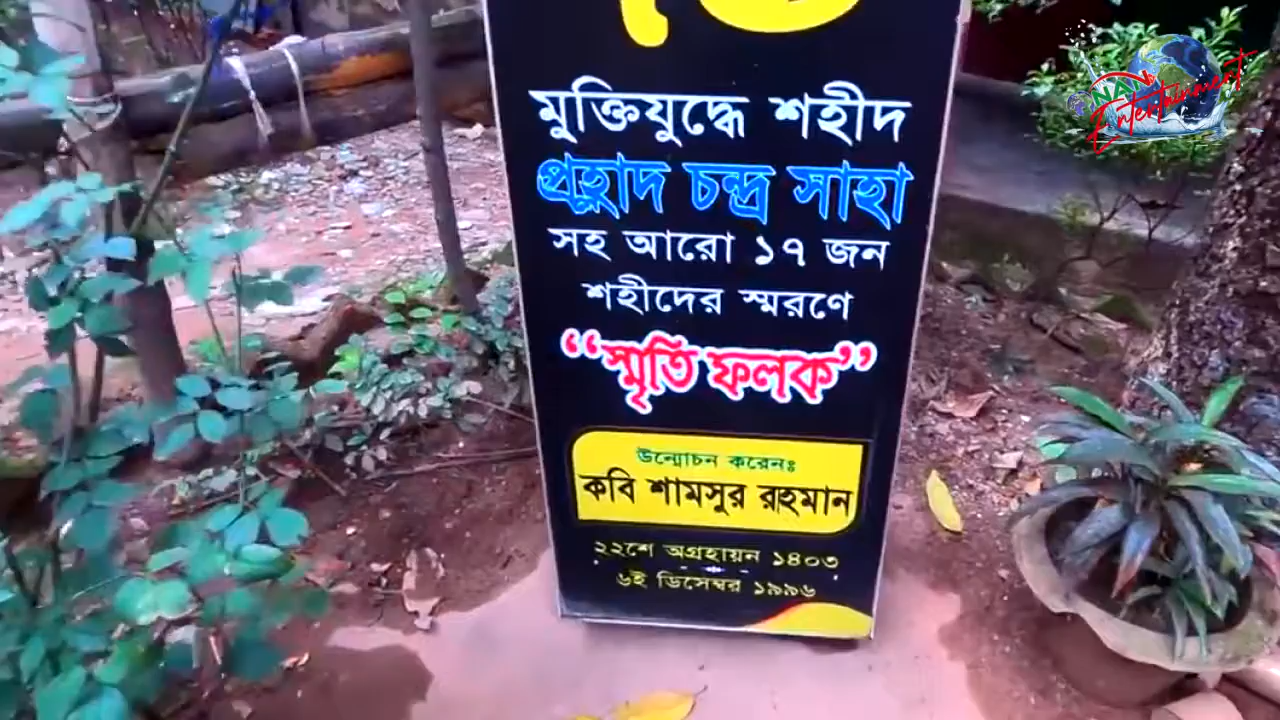 মুক্তিযুদ্ধে শহীদ
প্রহ্লাদ চন্দ্র সাহা
সহ আরো ১৭ জন
শহীদের স্মরণে
“স্মৃতি ফলক”
উন্মোচন করেনঃ
কবি শামসুর রহমান
২২শে অগ্রহায়ন ১৪০৩
৬ই ডিসেম্বর ১৯৯৬
Entertainment